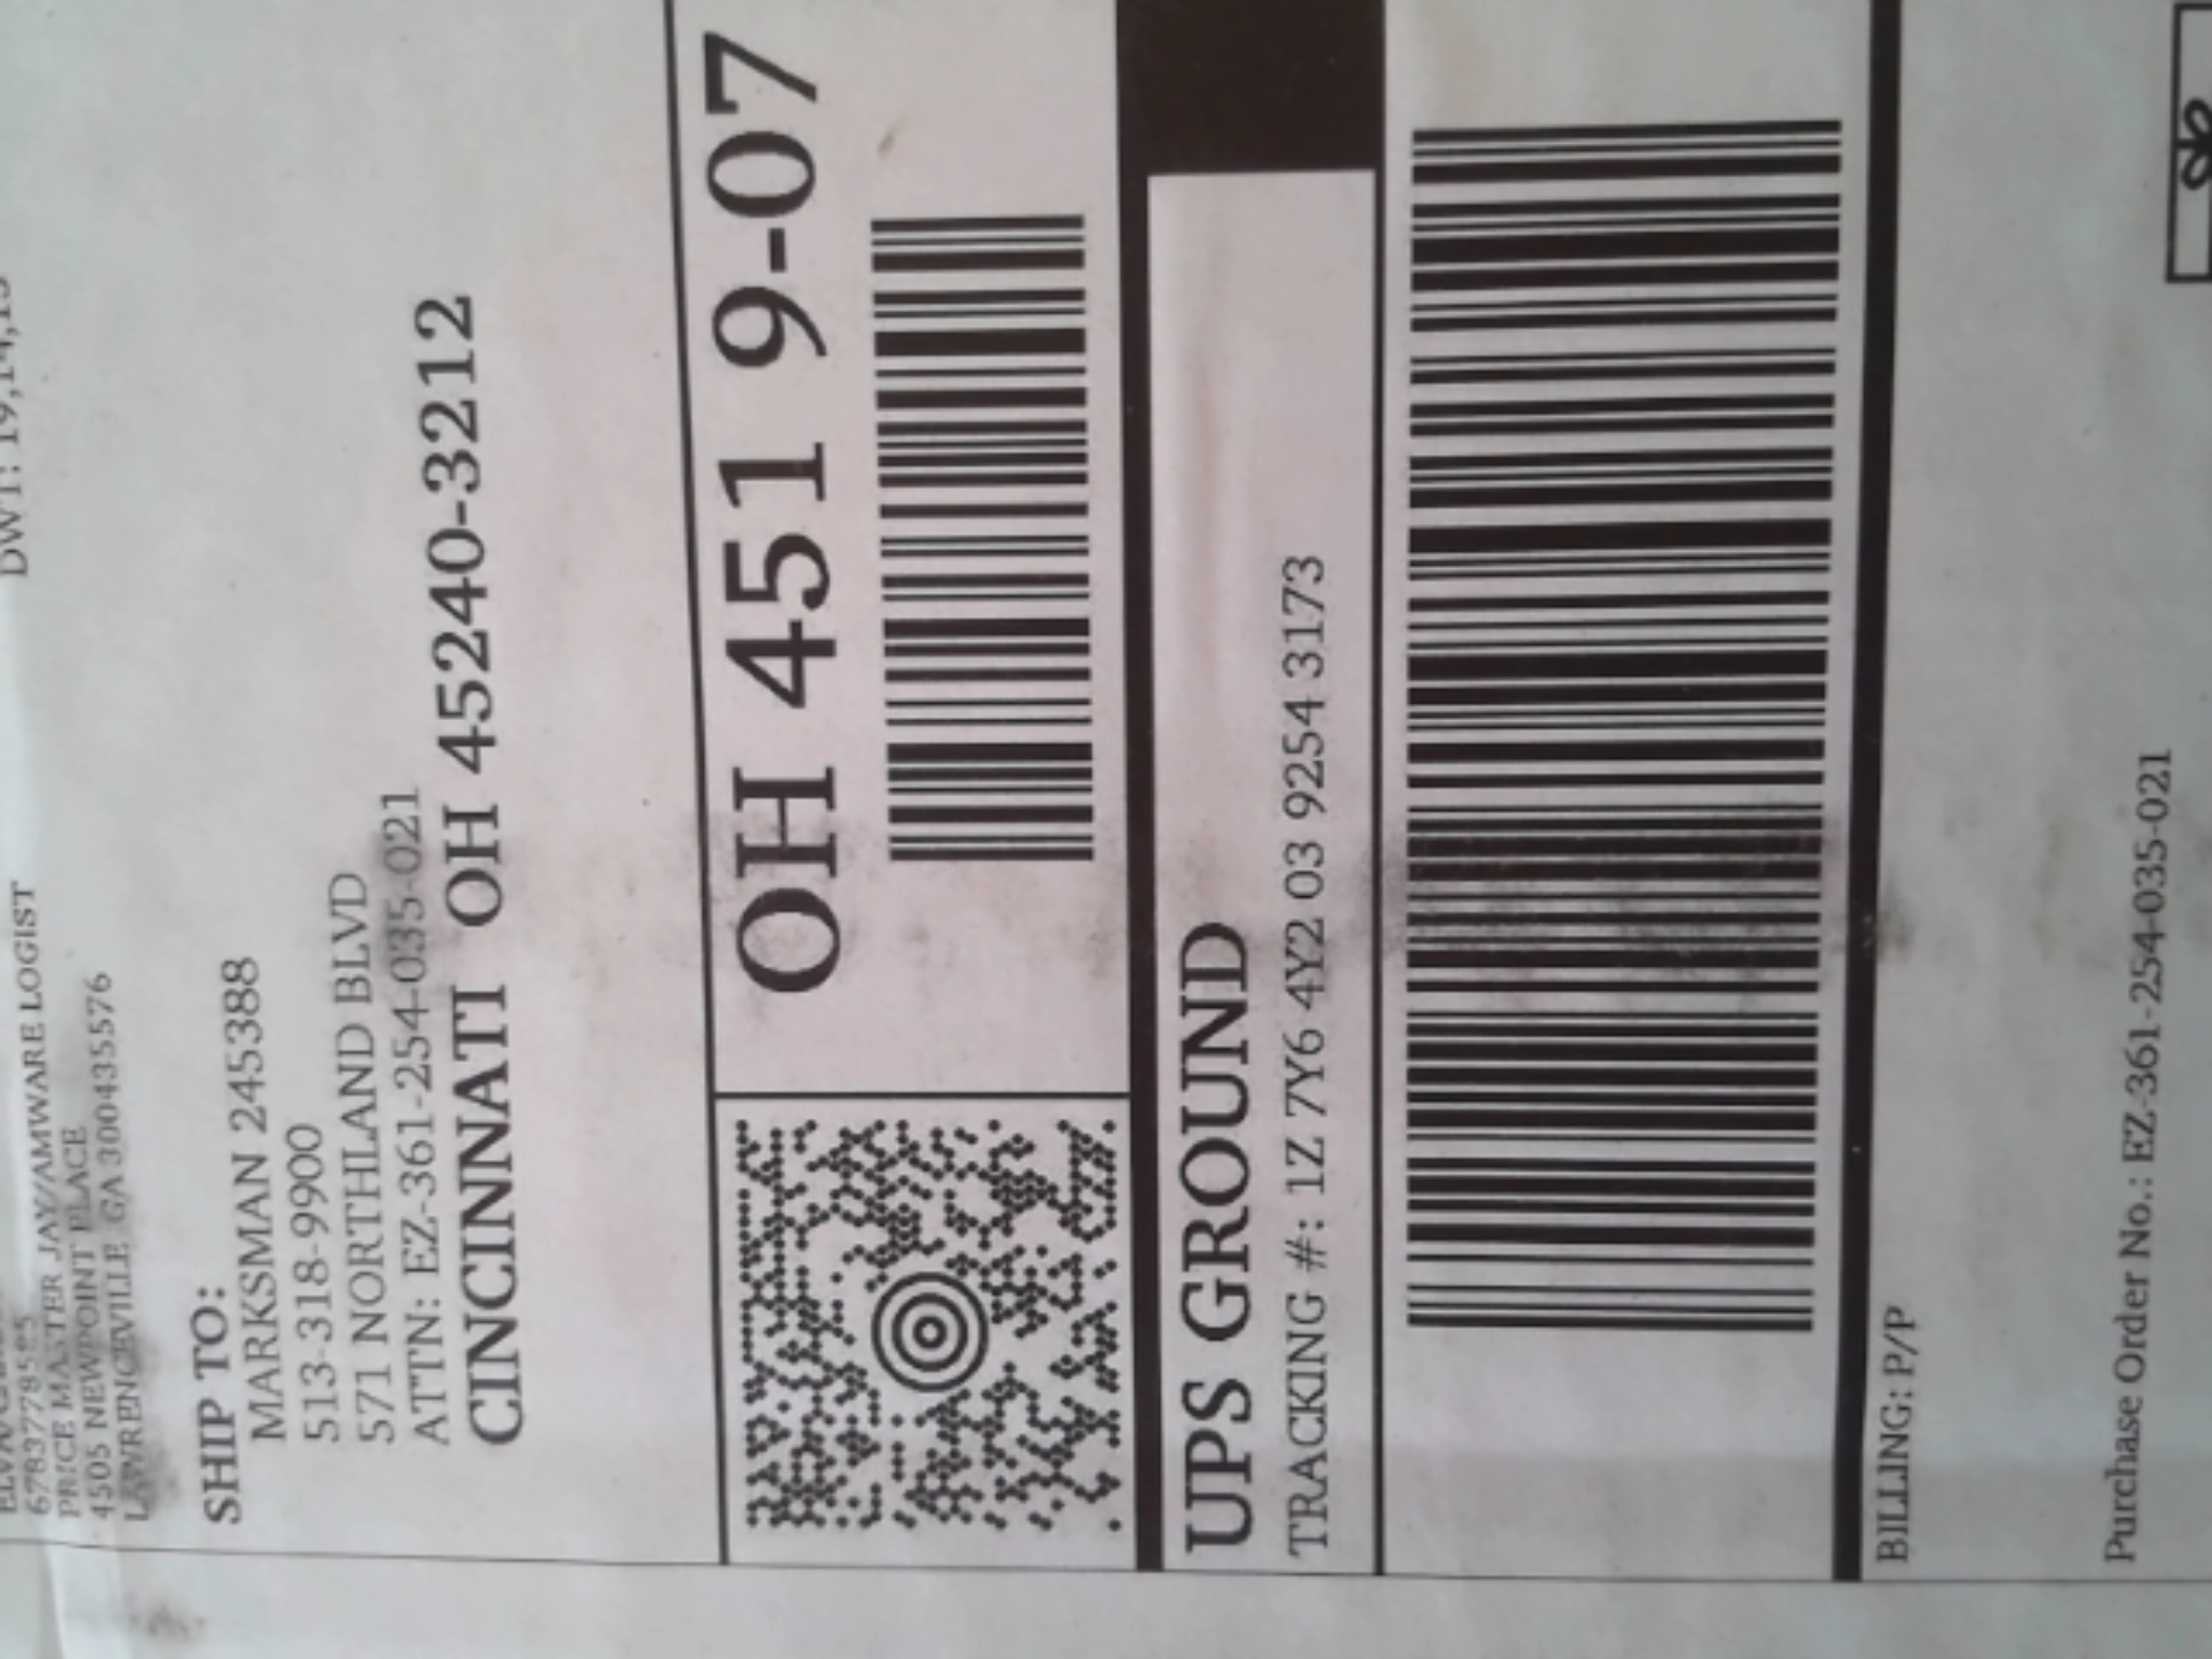 DWT: 19,14,13
PRICE MASTER JAY/AMWARE LOGIST
4505 NEWPOINT PLACE
LAWRENCEVILLE GA 300435576
SHIP TO:
MARKSMAN 245388
513-318-9900
571 NORTHLAND BLVD
ATTN: EZ-361-254-035-021
CINCINNATI OH 45240-3212
OH 451 9-07
UPS GROUND
TRACKING #: 1Z 7Y6 4Y2 03 9254 3173
BILLING: P/P
Purchase Order No.: EZ-361-254-035-021